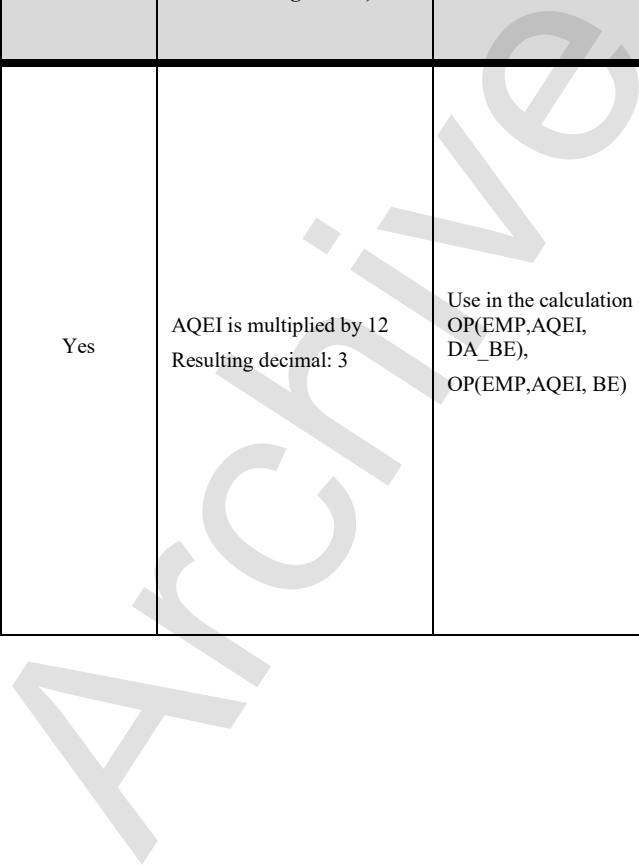 Yes
AQEI is multiplied by 12
Resulting decimal: 3
Use in the calculation
OP(EMP,AQEI,
DA_BE),
OP(EMP,AQEI, BE)
Archive